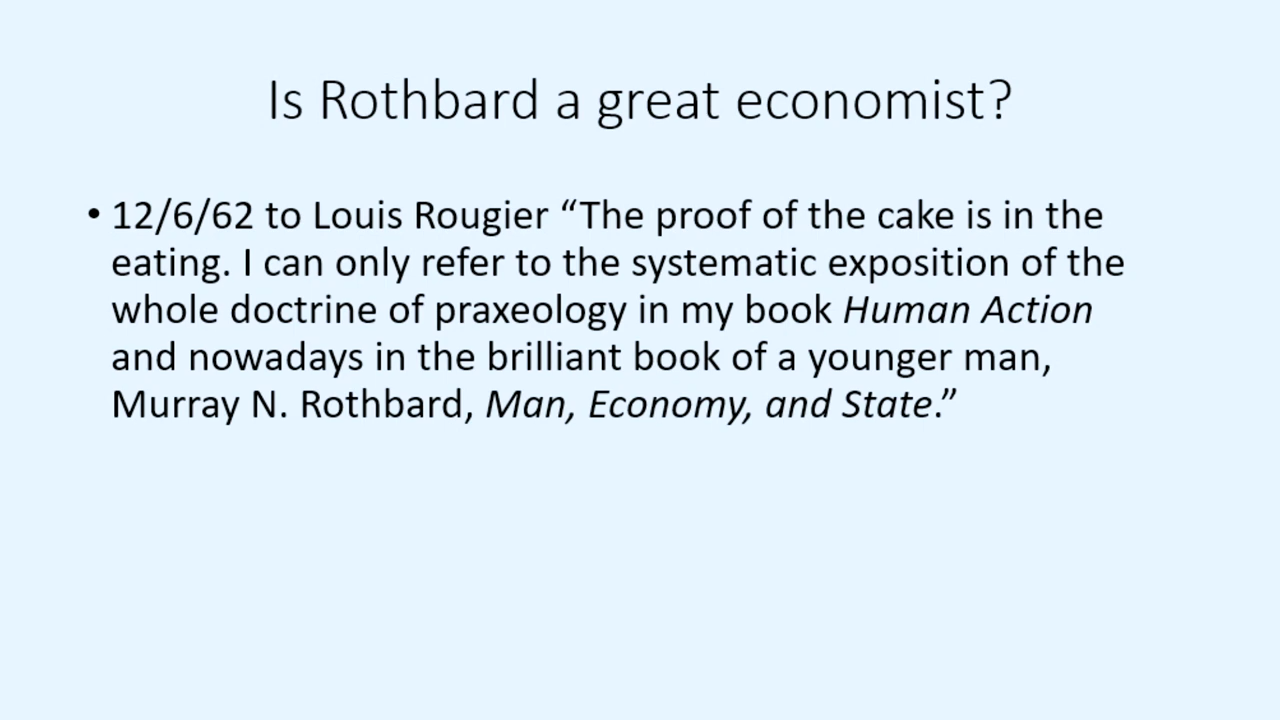 Is Rothbard a great economist?
• 12/6/62 to Louis Rougier “The proof of the cake is in the
eating. I can only refer to the systematic exposition of the
whole doctrine of praxeology in my book Human Action
and nowadays in the brilliant book of a younger man,
Murray N. Rothbard, Man, Economy, and State.”